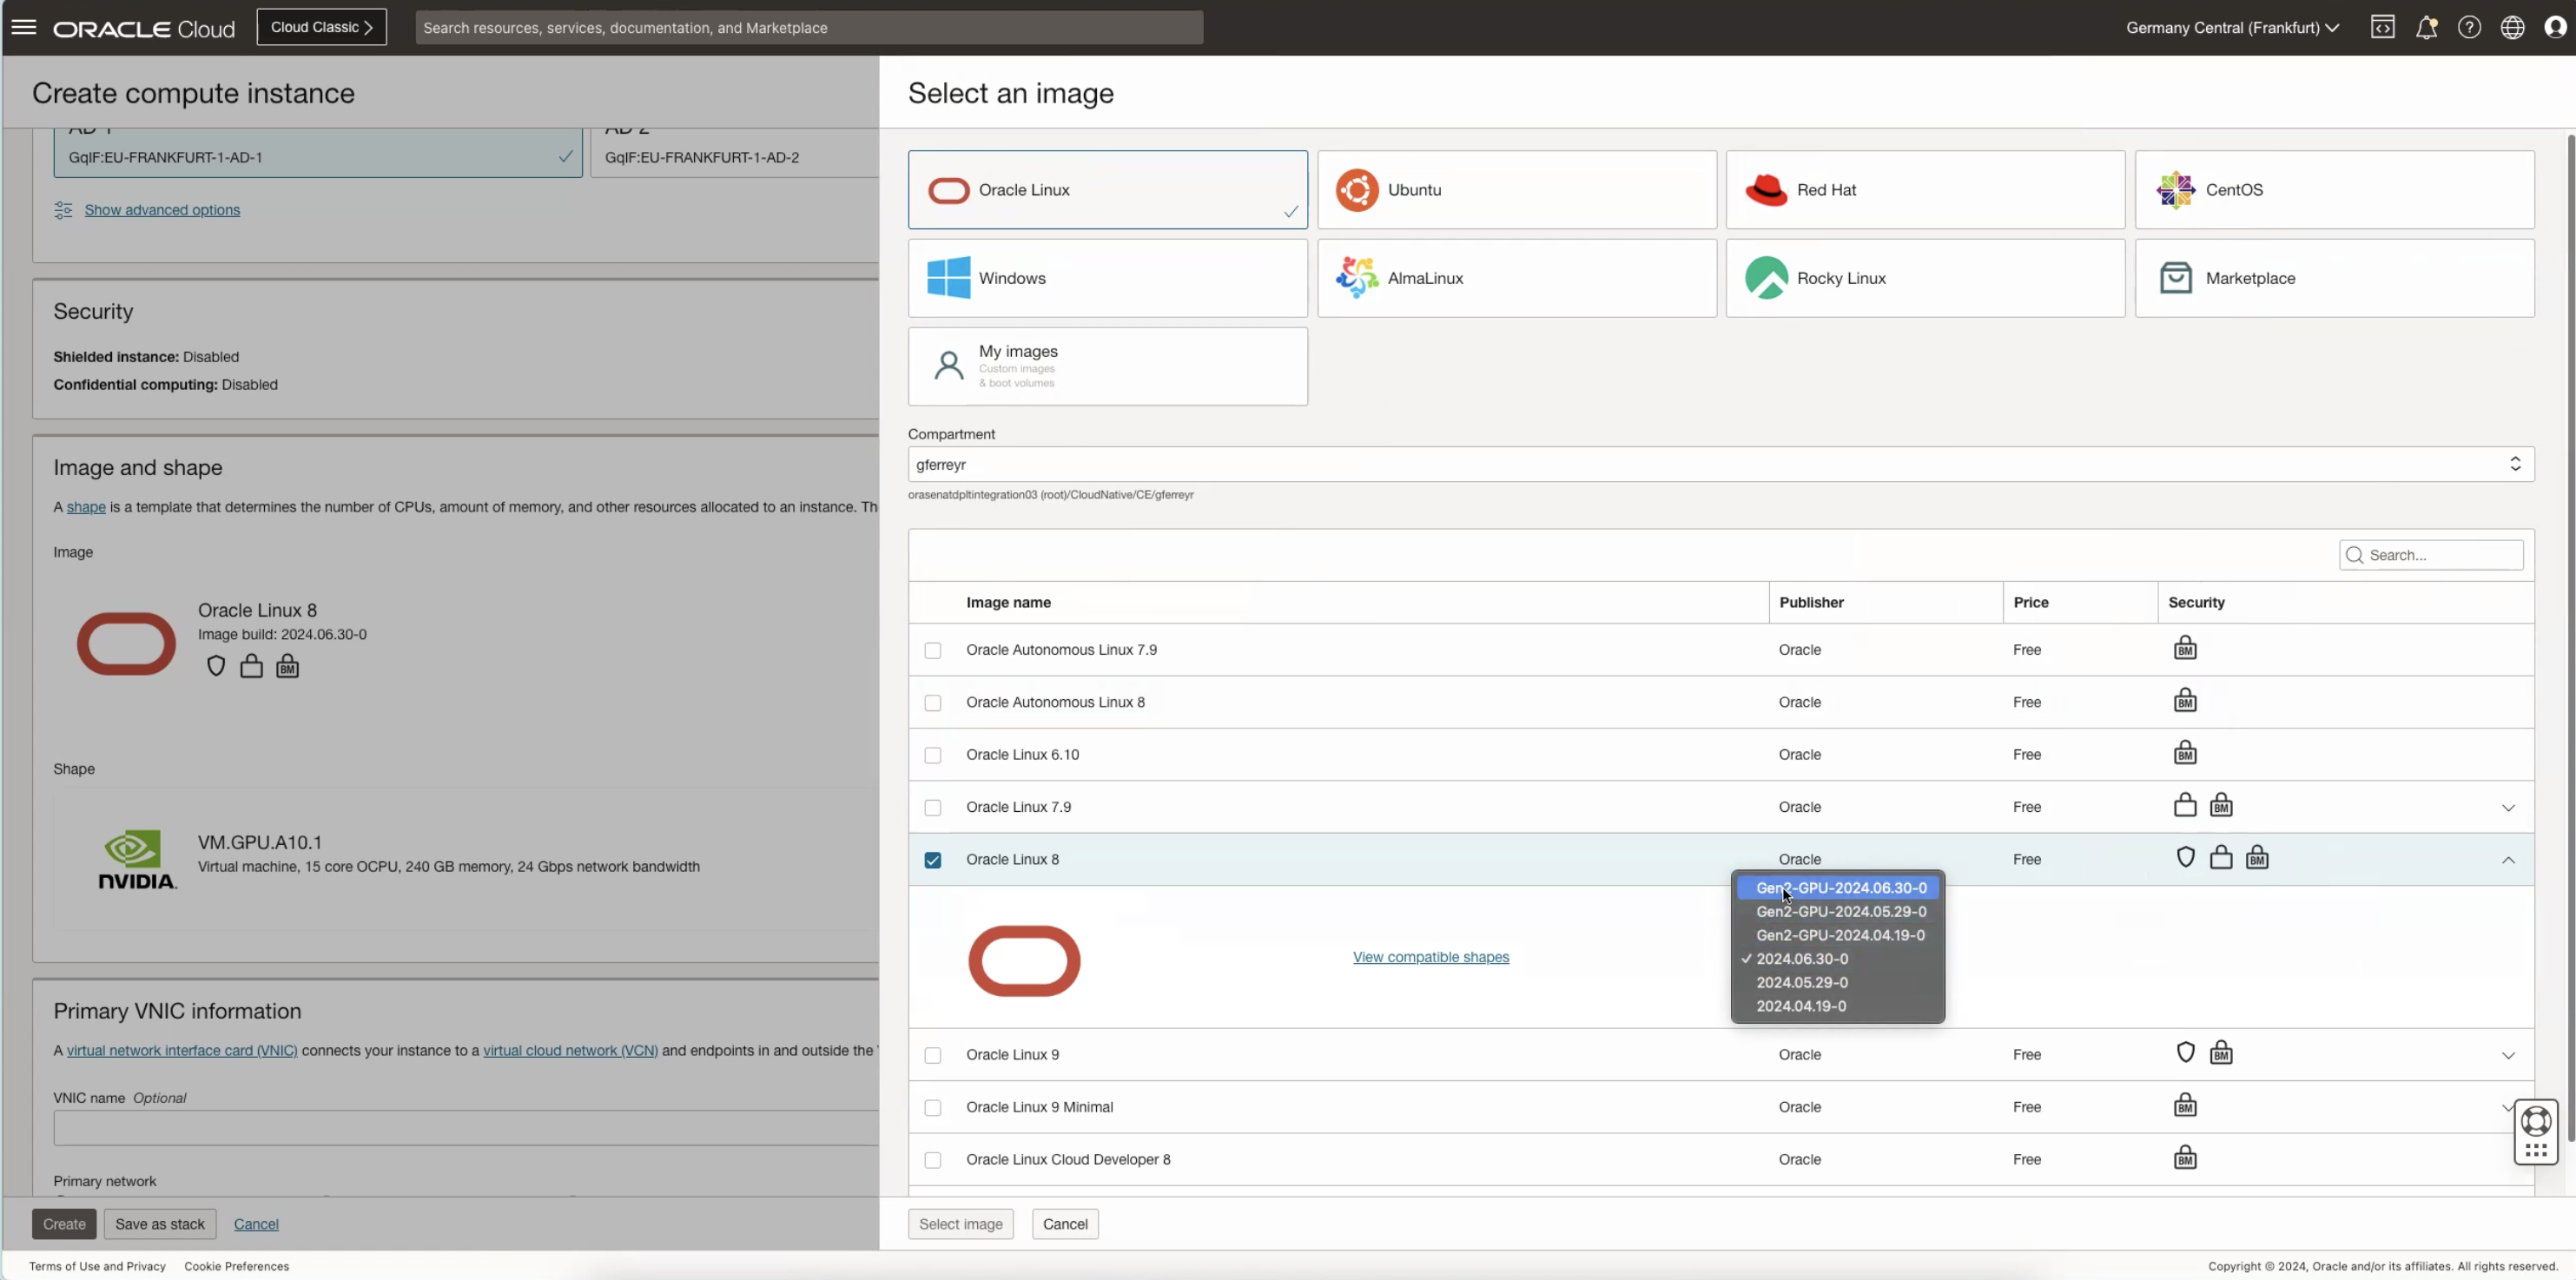 ORACLE Cloud
Cloud Classic
Search resources, services, documentation, and Marketplace
Germany Central (Frankfurt)
Create compute instance
AD-1
GqIF:EU-FRANKFURT-1-AD-1
AD-2
GqIF:EU-FRANKFURT-1-AD-2
Show advanced options
Security
Shielded instance: Disabled
Confidential computing: Disabled
Image and shape
A shape is a template that determines the number of CPUs, amount of memory, and other resources allocated to an instance. Th
Image
Oracle Linux 8
Image build: 2024.06.30-0
BM
Shape
NVIDIA.
VM.GPU.A10.1
Virtual machine, 15 core OCPU, 240 GB memory, 24 Gbps network bandwidth
Primary VNIC information
A virtual network interface card (VNIC) connects your instance to a virtual cloud network (VCN) and endpoints in and outside the
VNIC name Optional
Primary network
Create
Save as stack
Cancel
Select an image
Oracle Linux
Ubuntu
Red Hat
CentOS
Windows
AlmaLinux
Rocky Linux
Marketplace
My images
Custom images
& boot volumes
Compartment
gferreyr
orasenatdpltintegration03 (root)/CloudNative/CE/gferreyr
Search...
Image name Publisher Price Security
Oracle Autonomous Linux 7.9 Oracle Free BM
Oracle Autonomous Linux 8 Oracle Free BM
Oracle Linux 6.10 Oracle Free BM
Oracle Linux 7.9 Oracle Free BM
Oracle Linux 8 Oracle Free BM
Gen2-GPU-2024.06.30-0
Gen2-GPU-2024.05.29-0
Gen2-GPU-2024.04.19-0
2024.06.30-0
2024.05.29-0
2024.04.19-0
View compatible shapes
Oracle Linux 9 Oracle Free BM
Oracle Linux 9 Minimal Oracle Free BM
Oracle Linux Cloud Developer 8 Oracle Free BM
Select image
Cancel
Terms of Use and Privacy
Cookie Preferences
Copyright © 2024, Oracle and/or its affiliates. All rights reserved.